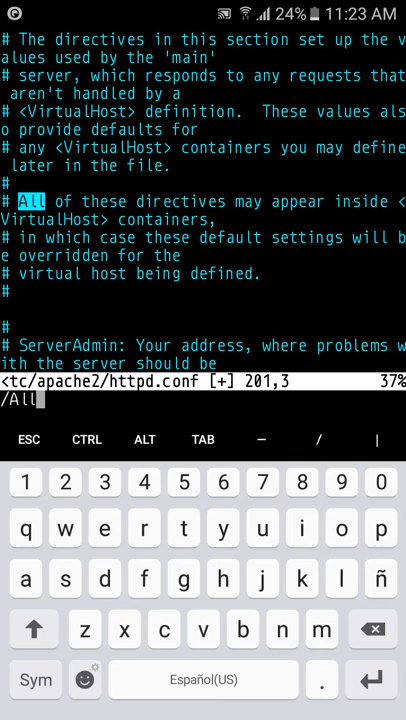 24% 11:23 AM
# The directives in this section set up the v
alues used by the 'main'
# server, which responds to any requests that
 aren't handled by a
# <VirtualHost> definition.  These values als
o provide defaults for
# any <VirtualHost> containers you may define
 later in the file.
#
# All of these directives may appear inside <
VirtualHost> containers,
# in which case these default settings will b
e overridden for the
# virtual host being defined.
#
#
# ServerAdmin: Your address, where problems w
ith the server should be
<tc/apache2/httpd.conf [+] 201,3 37%
/All
ESC CTRL ALT TAB — / |
1 2 3 4 5 6 7 8 9 0
q w e r t y u i o p
a s d f g h j k l ñ
z x c v b n m
Sym Español(US) .